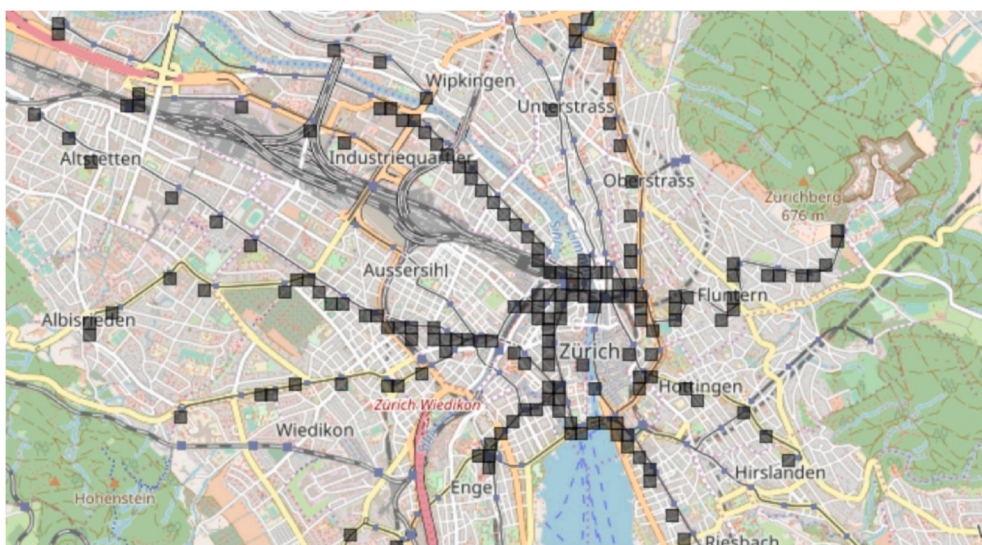 Wipkingen
Unterstrass
Altstetten
Industriequartier
Oberstrass
Zürichberg
676 m
Aussersihl
Fluntern
Albisrieden
Zürich
Hottingen
Zürich Wiedikon
Wiedikon
Hirslanden
Enge
Hohenstein
Riesbach